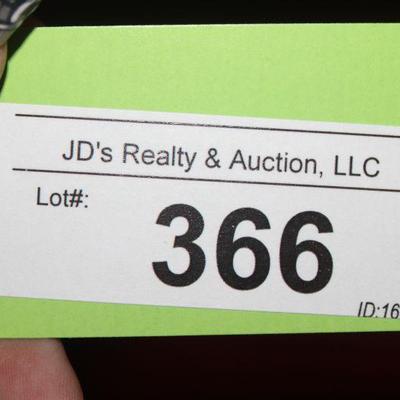 JD's Realty & Auction, LLC
Lot#:
366
ID:16